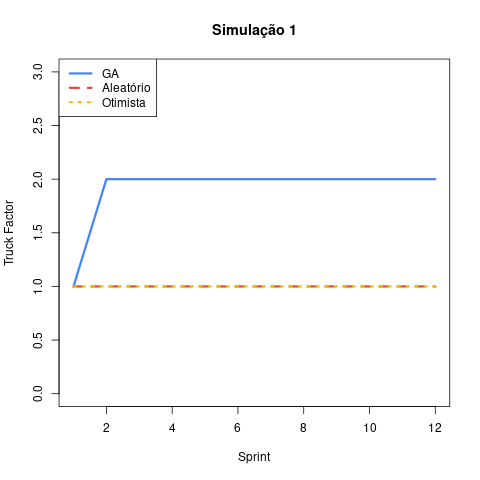 Simulação 1
GA
Aleatório
Otimista
Truck Factor
3.0
2.5
2.0
1.5
1.0
0.5
0.0
2 4 6 8 10 12
Sprint